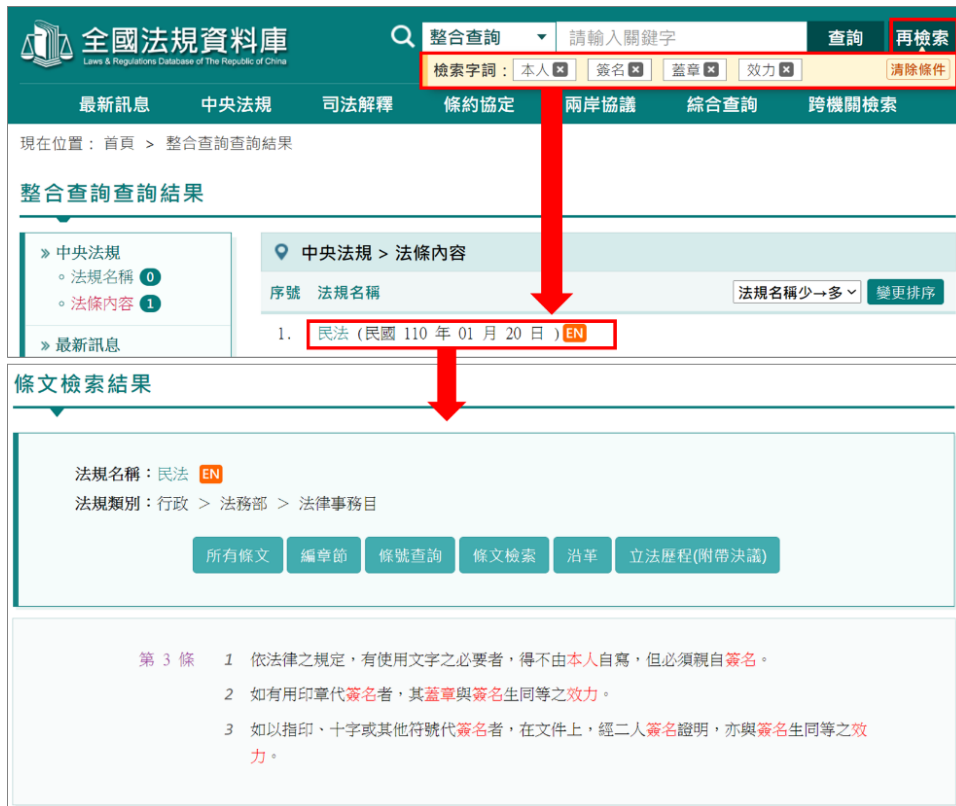 全國法規資料庫
Laws & Regulations Database of The Republic of China
整合查詢 請輸入關鍵字 查詢 再檢索
檢索字詞： 本人 簽名 蓋章 效力 清除條件
最新訊息 中央法規 司法解釋 條約協定 兩岸協議 綜合查詢 跨機關檢索
現在位置： 首頁 > 整合查詢查詢結果
整合查詢查詢結果
» 中央法規
法規名稱 0
法條內容 1
» 最新訊息
中央法規 > 法條內容
序號 法規名稱 法規名稱少→多 變更排序
1. 民法 (民國 110 年 01 月 20 日 ) EN
條文檢索結果
法規名稱：民法 EN
法規類別：行政 > 法務部 > 法律事務目
所有條文 編章節 條號查詢 條文檢索 沿革 立法歷程(附帶決議)
第 3 條 1 依法律之規定，有使用文字之必要者，得不由本人自寫，但必須親自簽名。
2 如有用印章代簽名者，其蓋章與簽名生同等之效力。
3 如以指印、十字或其他符號代簽名者，在文件上，經二人簽名證明，亦與簽名生同等之效
力。